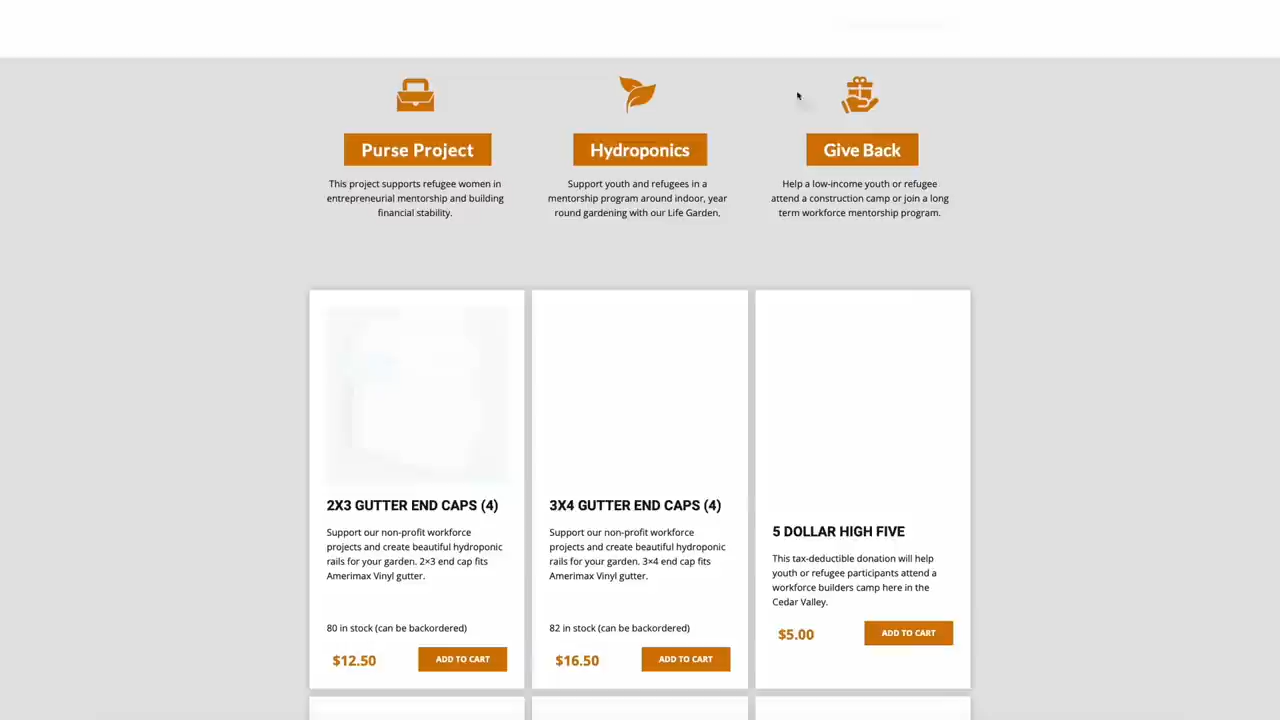 Purse Project
This project supports refugee women in
entrepreneurial mentorship and building
financial stability.
Hydroponics
Support youth and refugees in a
mentorship program around indoor, year
round gardening with our Life Garden.
Give Back
Help a low-income youth or refugee
attend a construction camp or join a long
term workforce mentorship program.
2X3 GUTTER END CAPS (4)
Support our non-profit workforce
projects and create beautiful hydroponic
rails for your garden. 2×3 end cap fits
Amerimax Vinyl gutter.
80 in stock (can be backordered)
$12.50
ADD TO CART
3X4 GUTTER END CAPS (4)
Support our non-profit workforce
projects and create beautiful hydroponic
rails for your garden. 3×4 end cap fits
Amerimax Vinyl gutter.
82 in stock (can be backordered)
$16.50
ADD TO CART
5 DOLLAR HIGH FIVE
This tax-deductible donation will help
youth or refugee participants attend a
workforce builders camp here in the
Cedar Valley.
$5.00
ADD TO CART